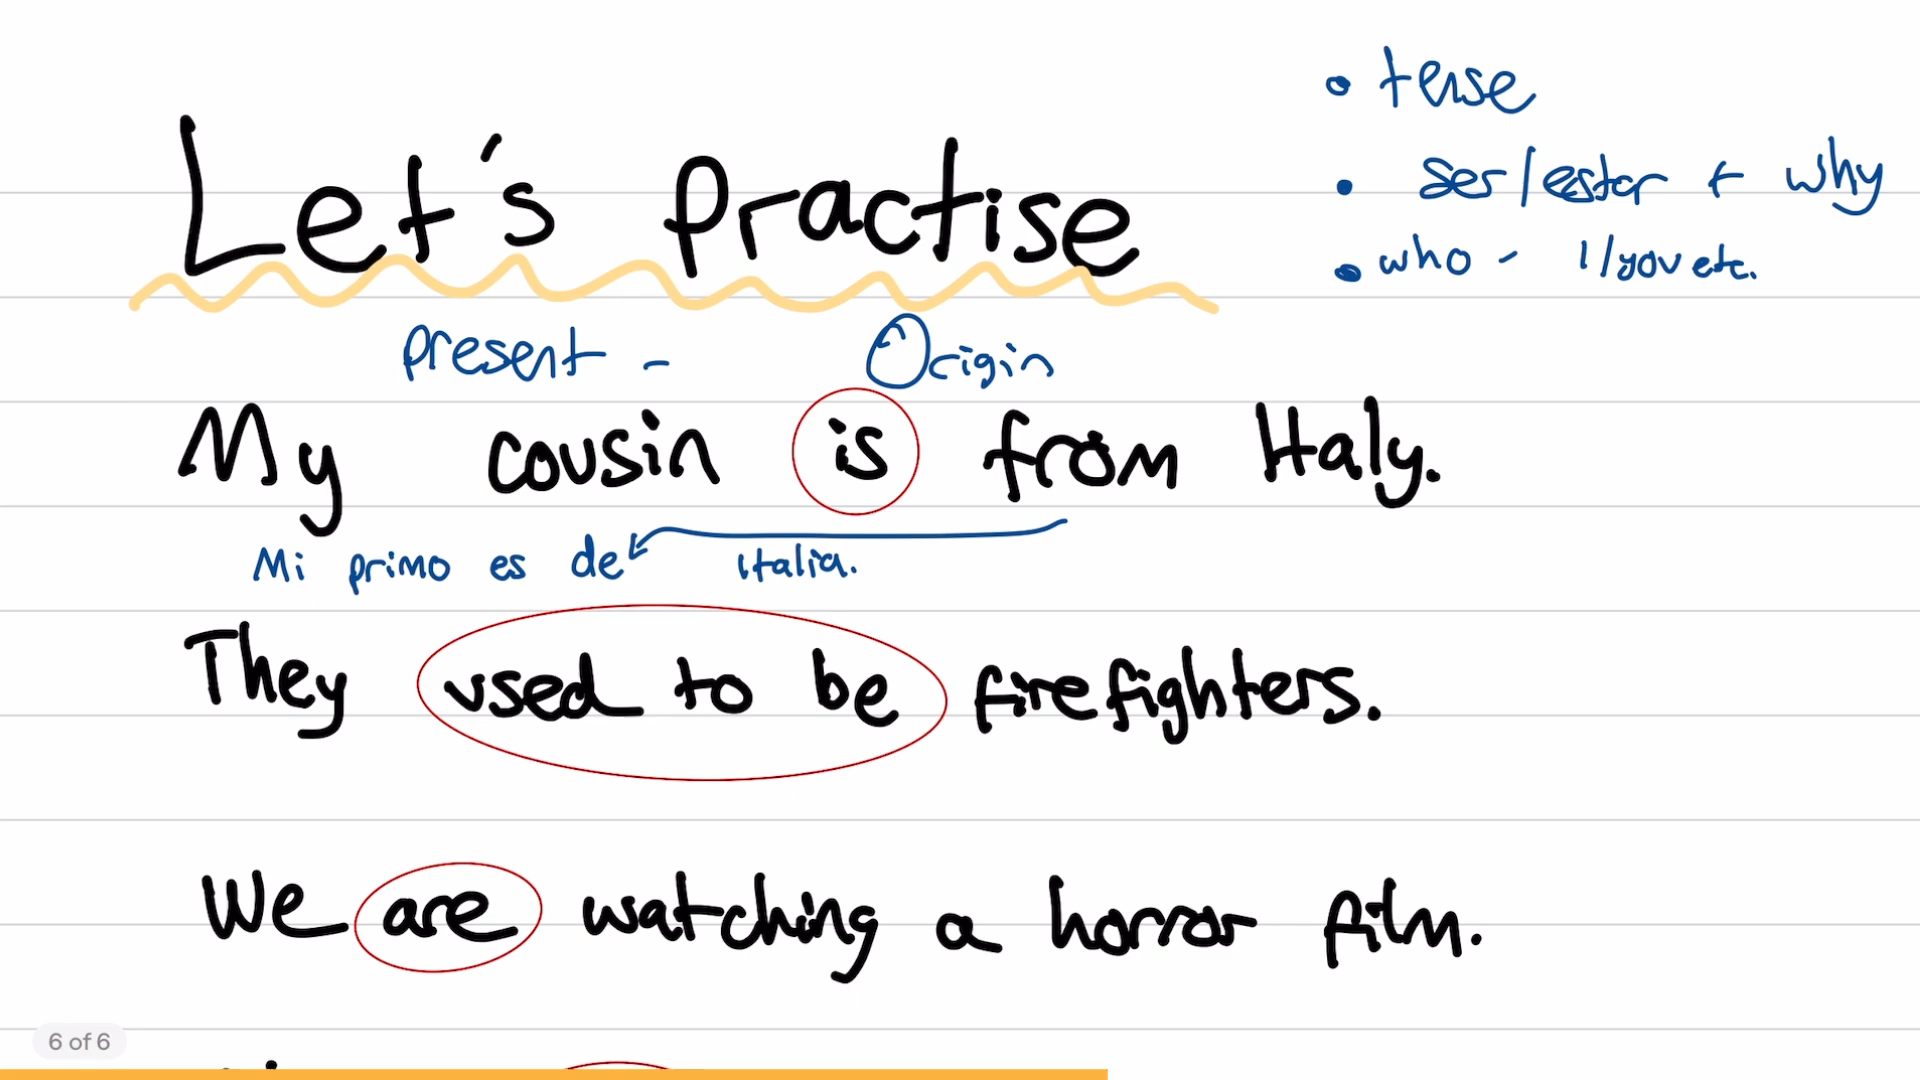 • tense
• ser/estar + why
• who - I/you etc.
Let's practise
present - Origin
My cousin is from Italy.
Mi primo es de Italia.
They used to be firefighters.
We are watching a horror film.
6 of 6